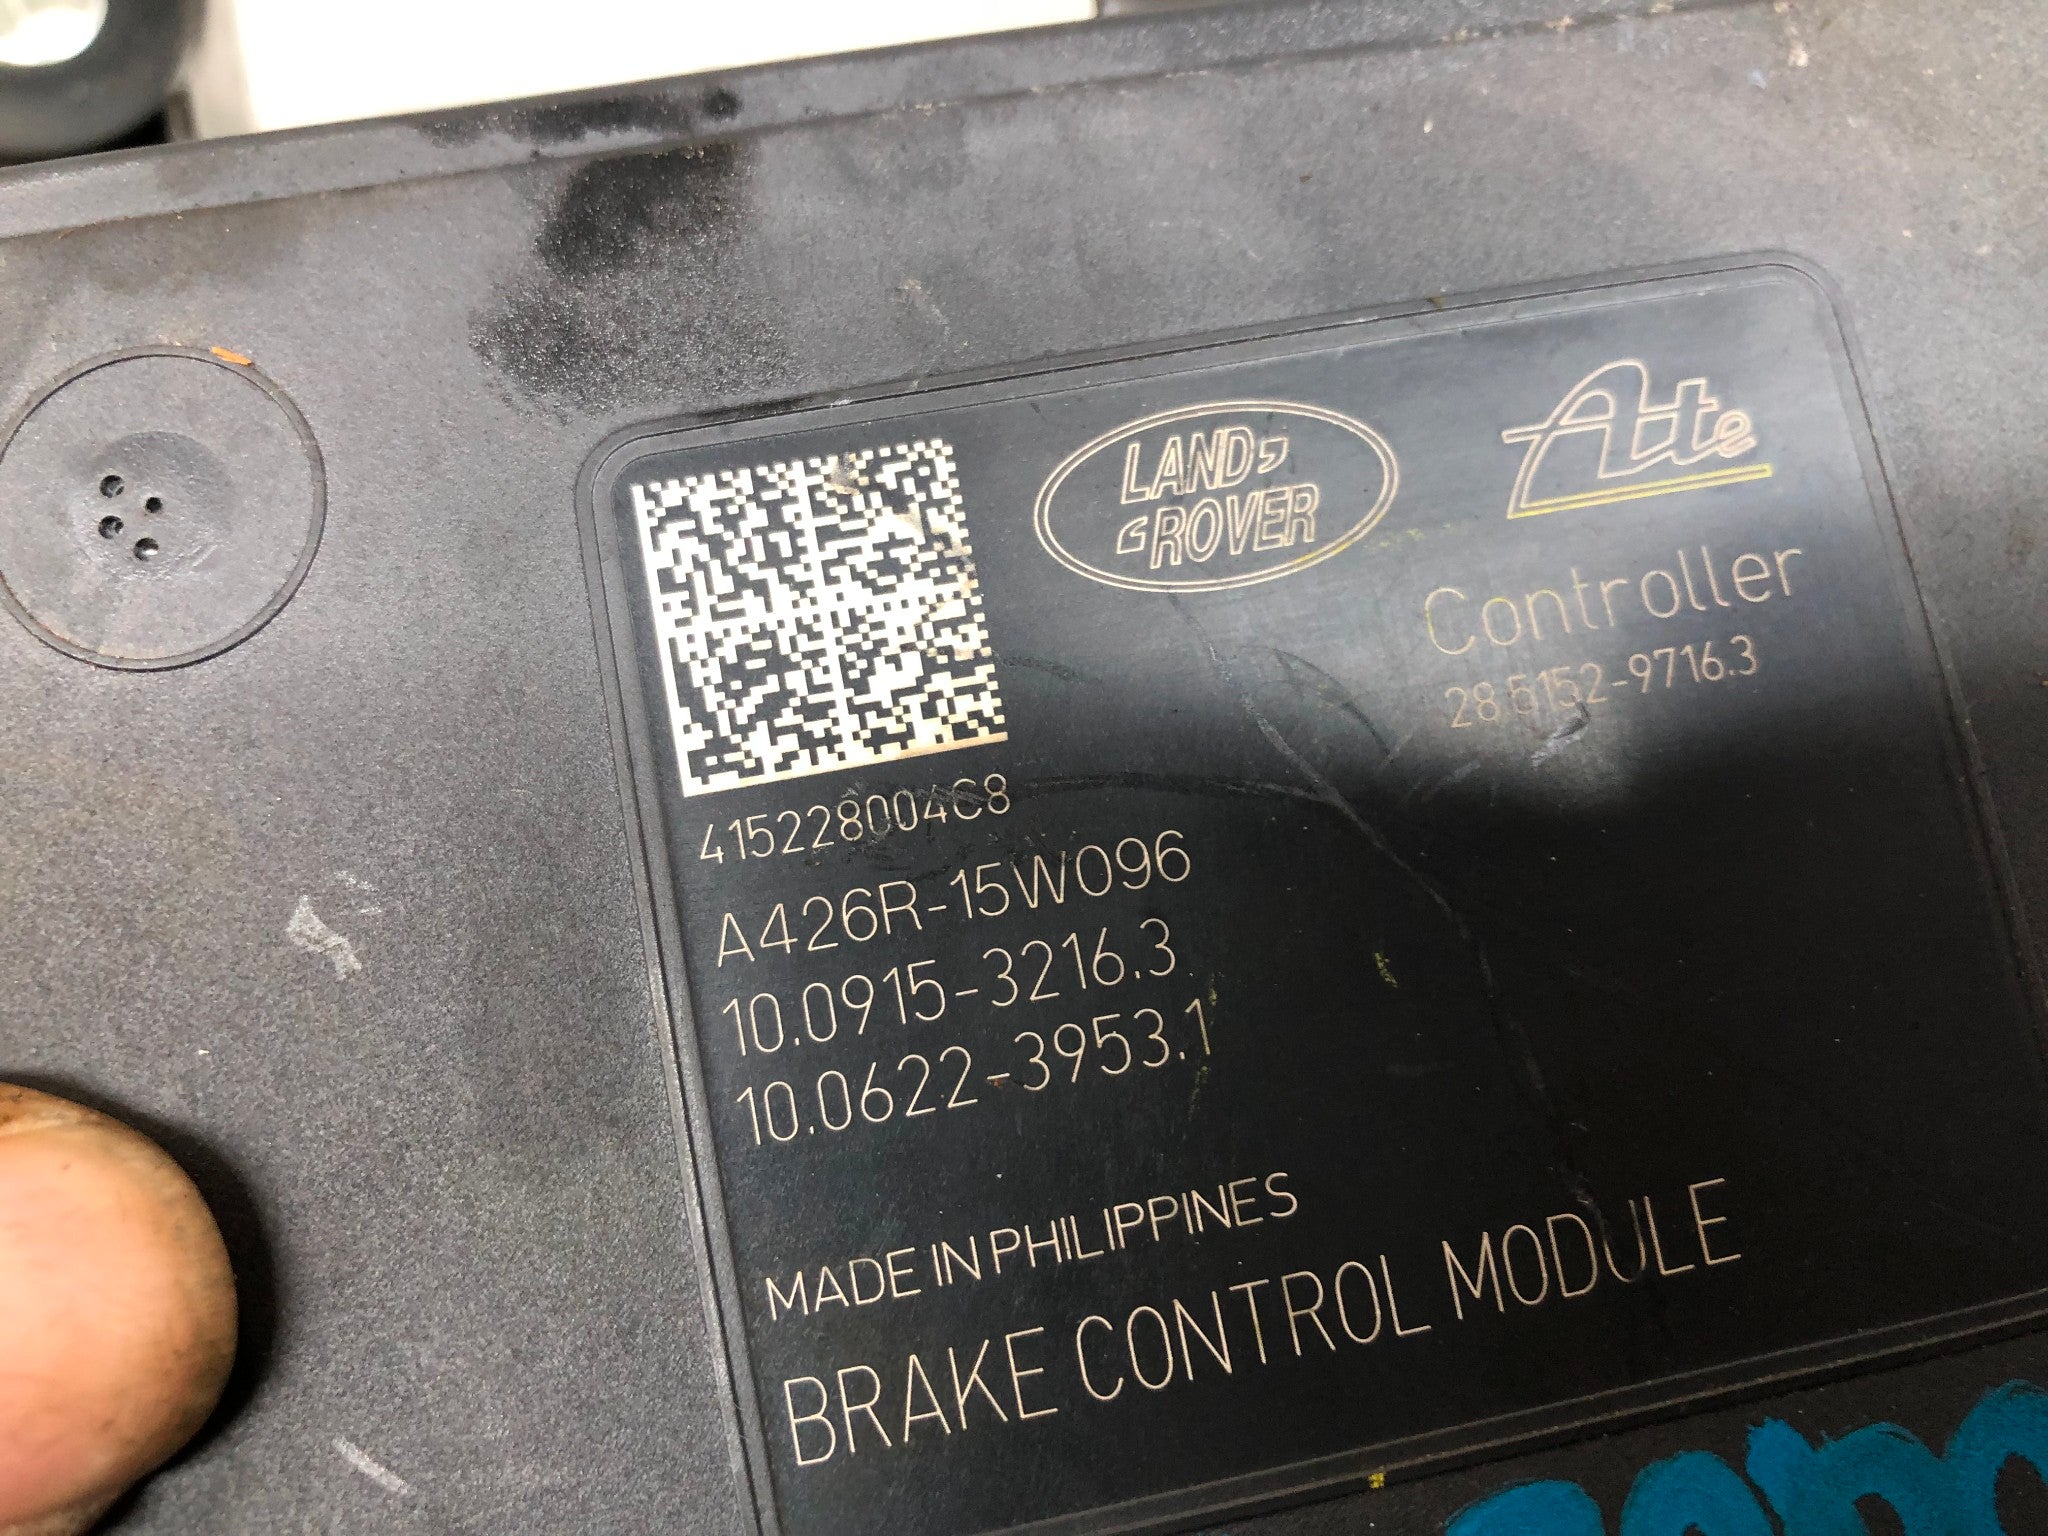 LAND
ROVER
Ate
Controller
28.5152-9716.3
415228004C8
A426R-15W096
10.0915-3216.3
10.0622-3953.1
MADE IN PHILIPPINES
BRAKE CONTROL MODULE